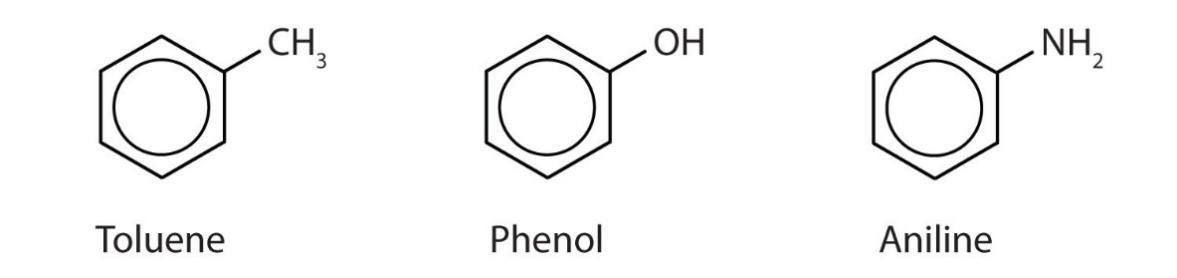 CH₃ OH NH₂
Toluene Phenol Aniline